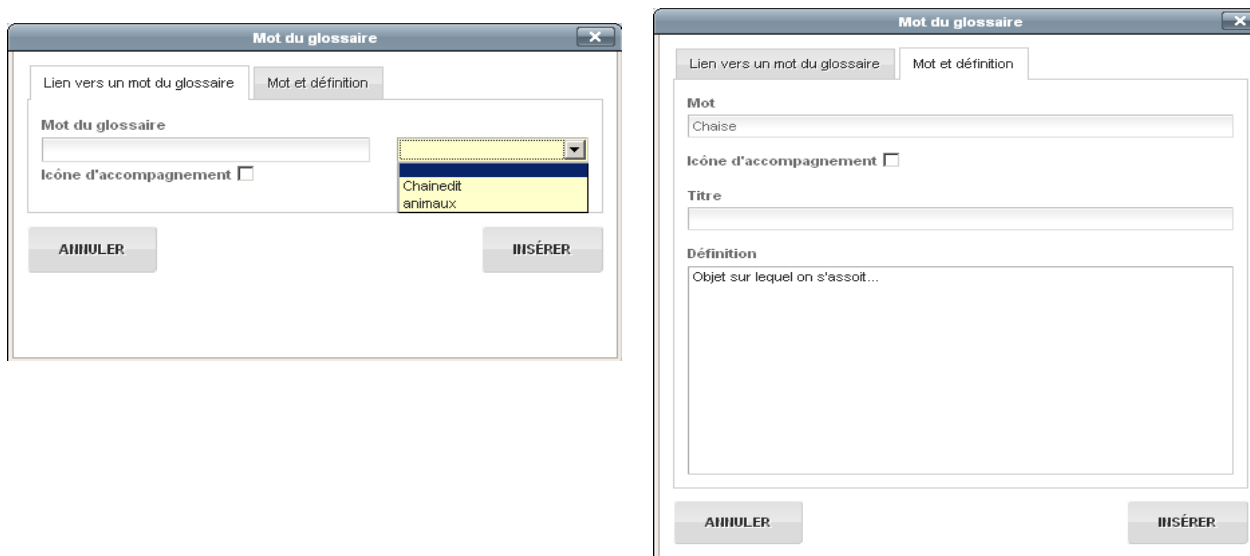 Mot du glossaire
Lien vers un mot du glossaire
Mot et définition
Mot du glossaire
Icône d'accompagnement
Chainedit
animaux
ANNULER
INSÉRER
Mot du glossaire
Lien vers un mot du glossaire
Mot et définition
Mot
Chaise
Icône d'accompagnement
Titre
Définition
Objet sur lequel on s'assoit...
ANNULER
INSÉRER